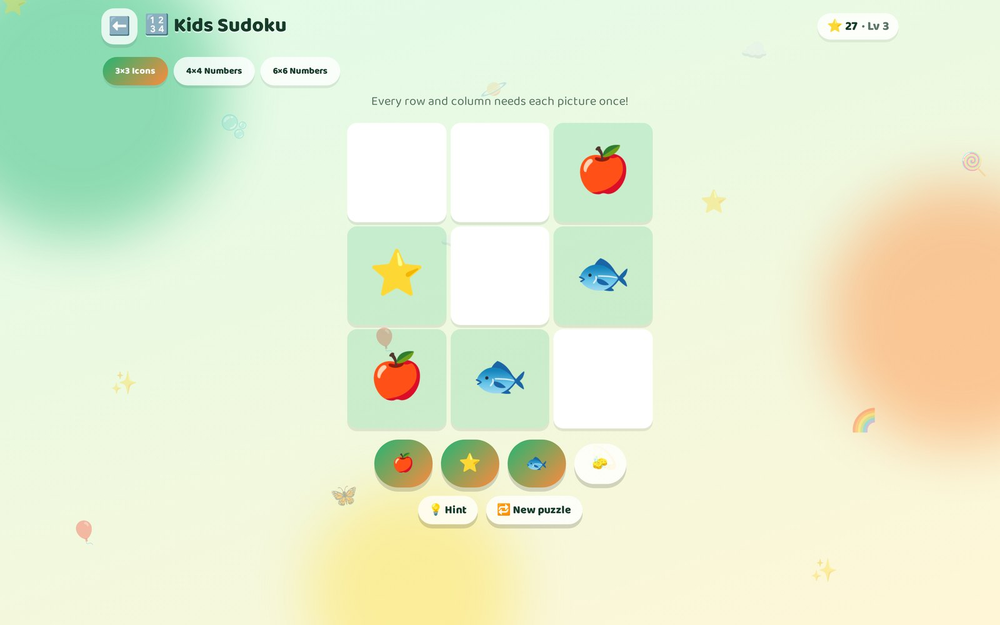 Kids Sudoku
27 · Lv 3
3×3 Icons
4×4 Numbers
6×6 Numbers
Every row and column needs each picture once!
Hint
New puzzle